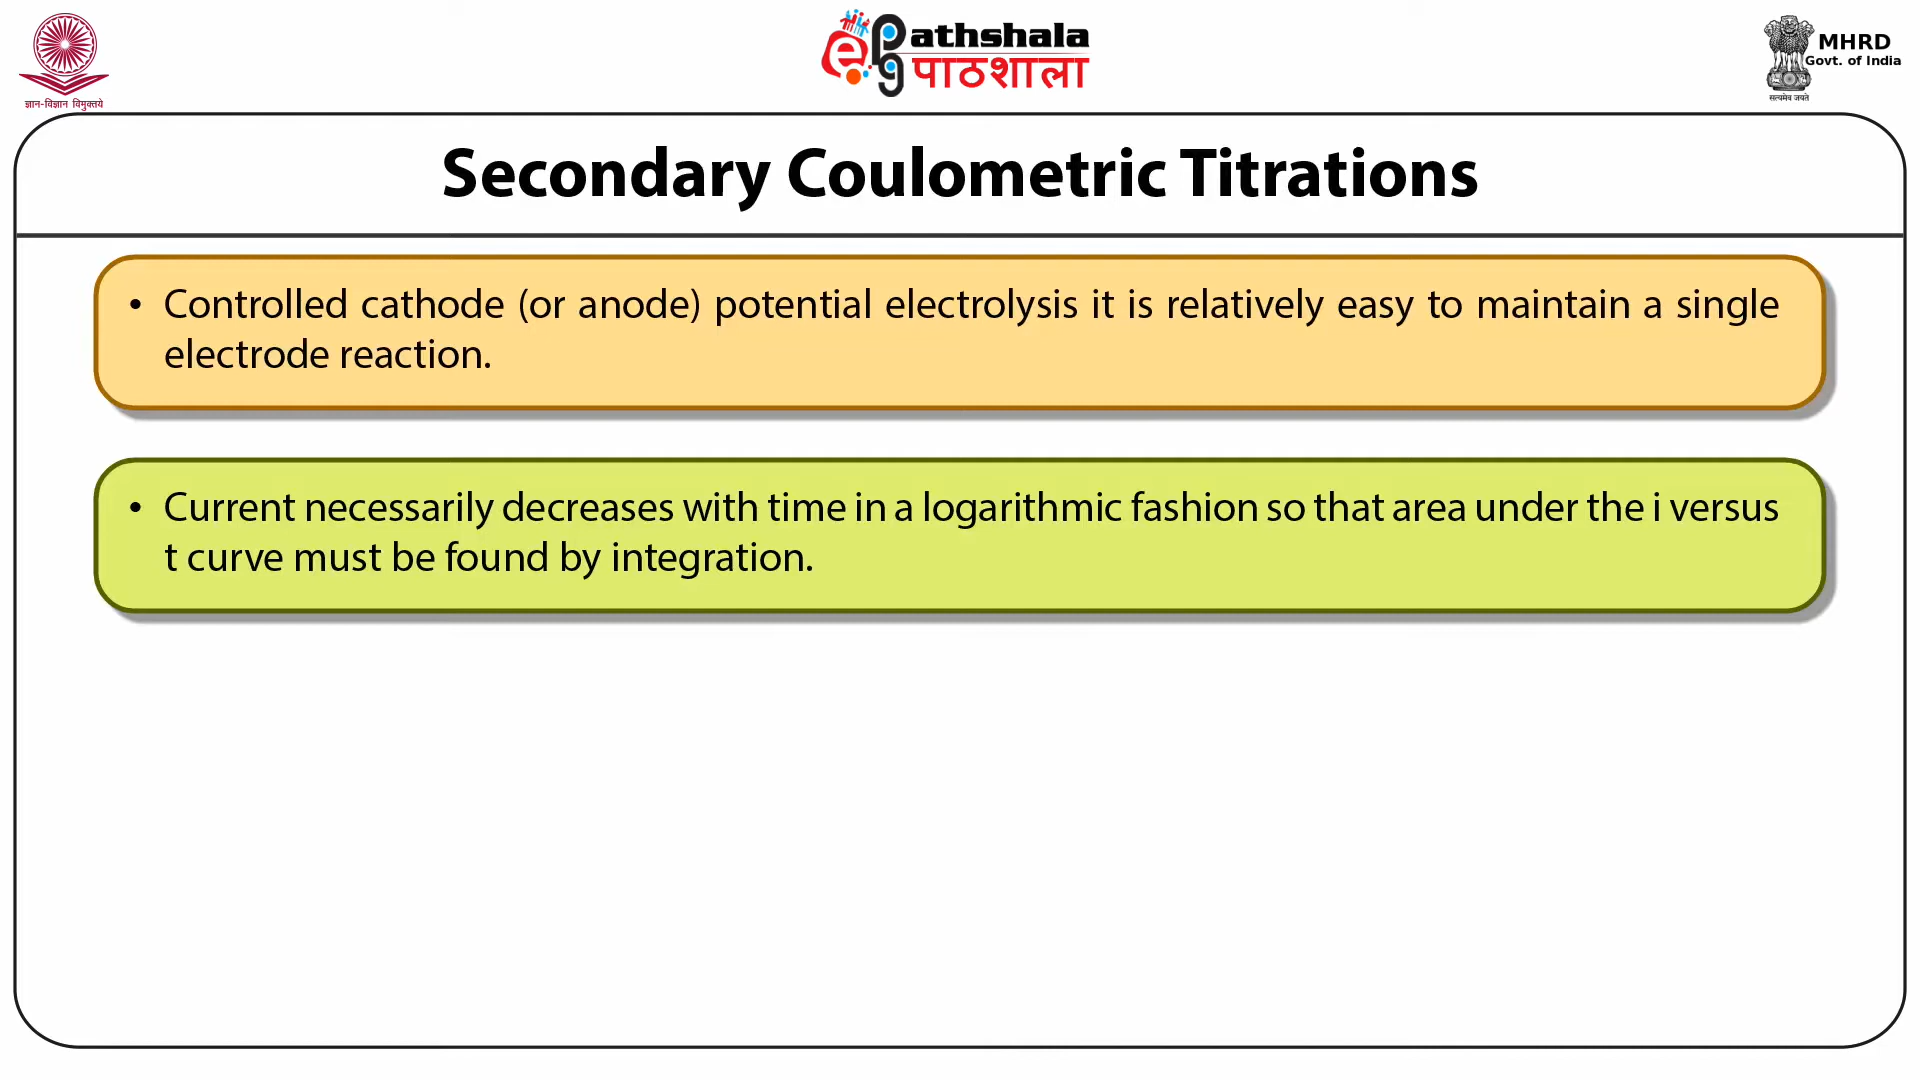 ज्ञान-विज्ञान विमुक्तये
ePG Pathshala
पाठशाला
MHRD
Govt. of India
सत्यमेव जयते
Secondary Coulometric Titrations
• Controlled cathode (or anode) potential electrolysis it is relatively easy to maintain a single
electrode reaction.
• Current necessarily decreases with time in a logarithmic fashion so that area under the i versus
t curve must be found by integration.